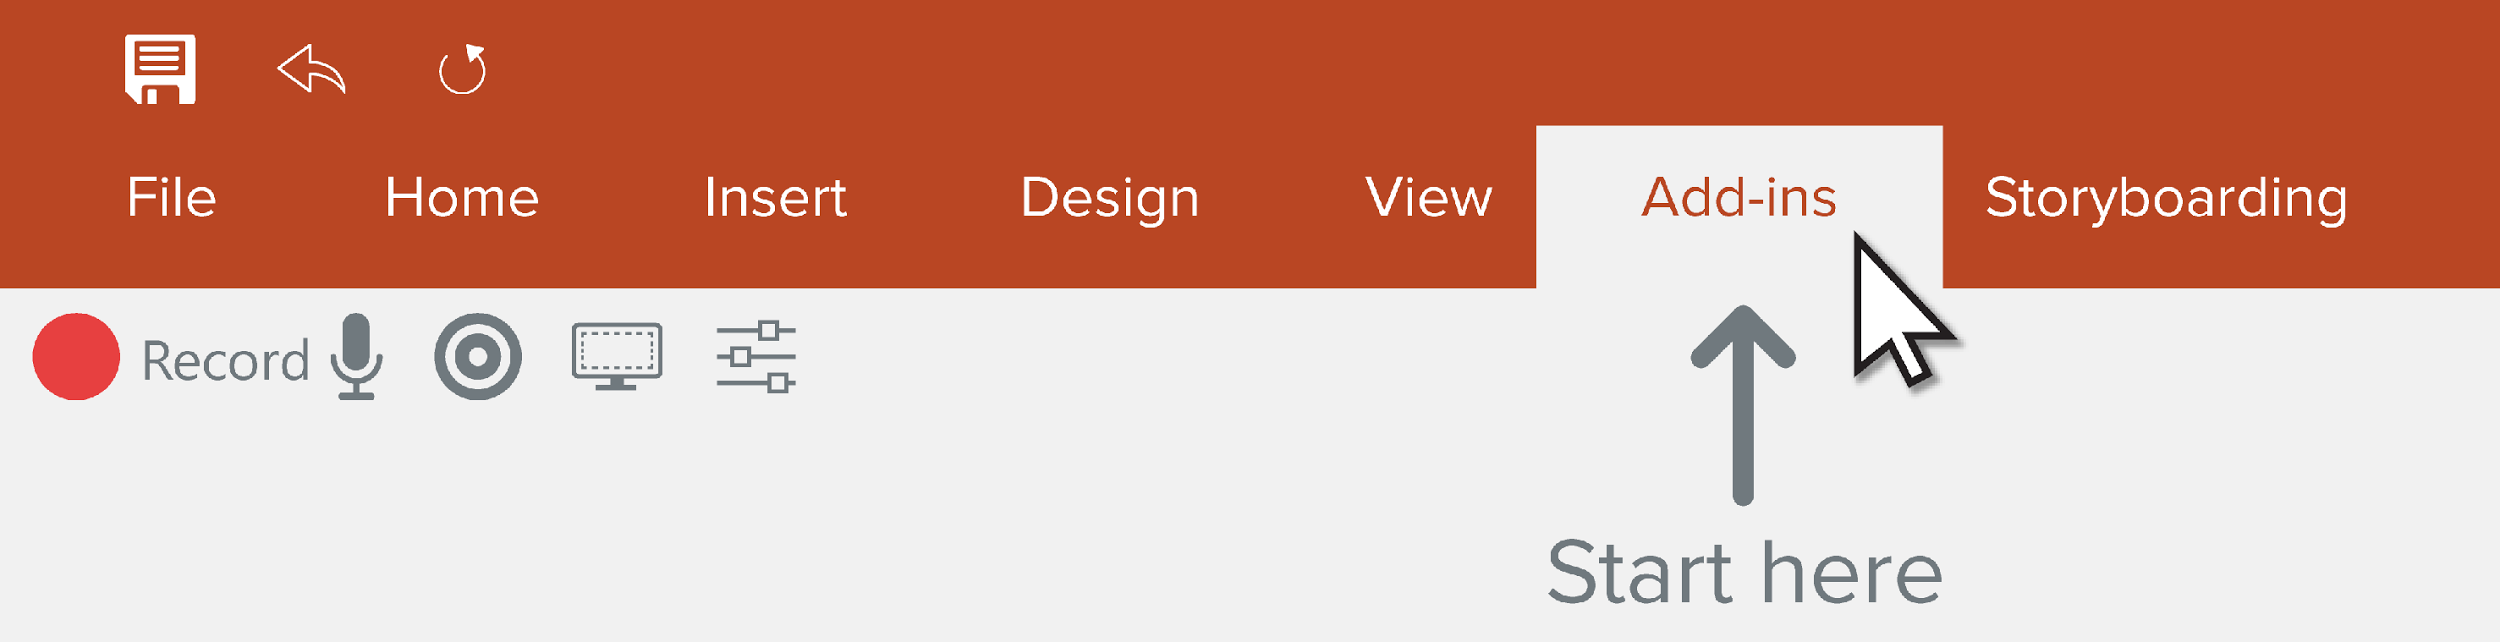 File Home Insert Design View Add-ins Storyboarding
Record
Start here